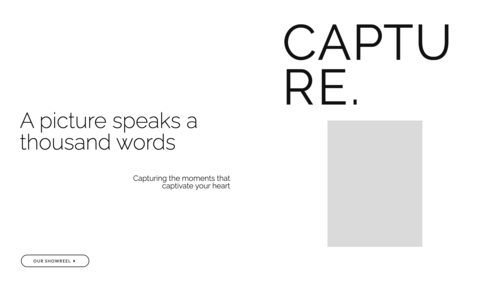 CAPTU
RE.
A picture speaks a
thousand words
Capturing the moments that
captivate your heart
OUR SHOWREEL